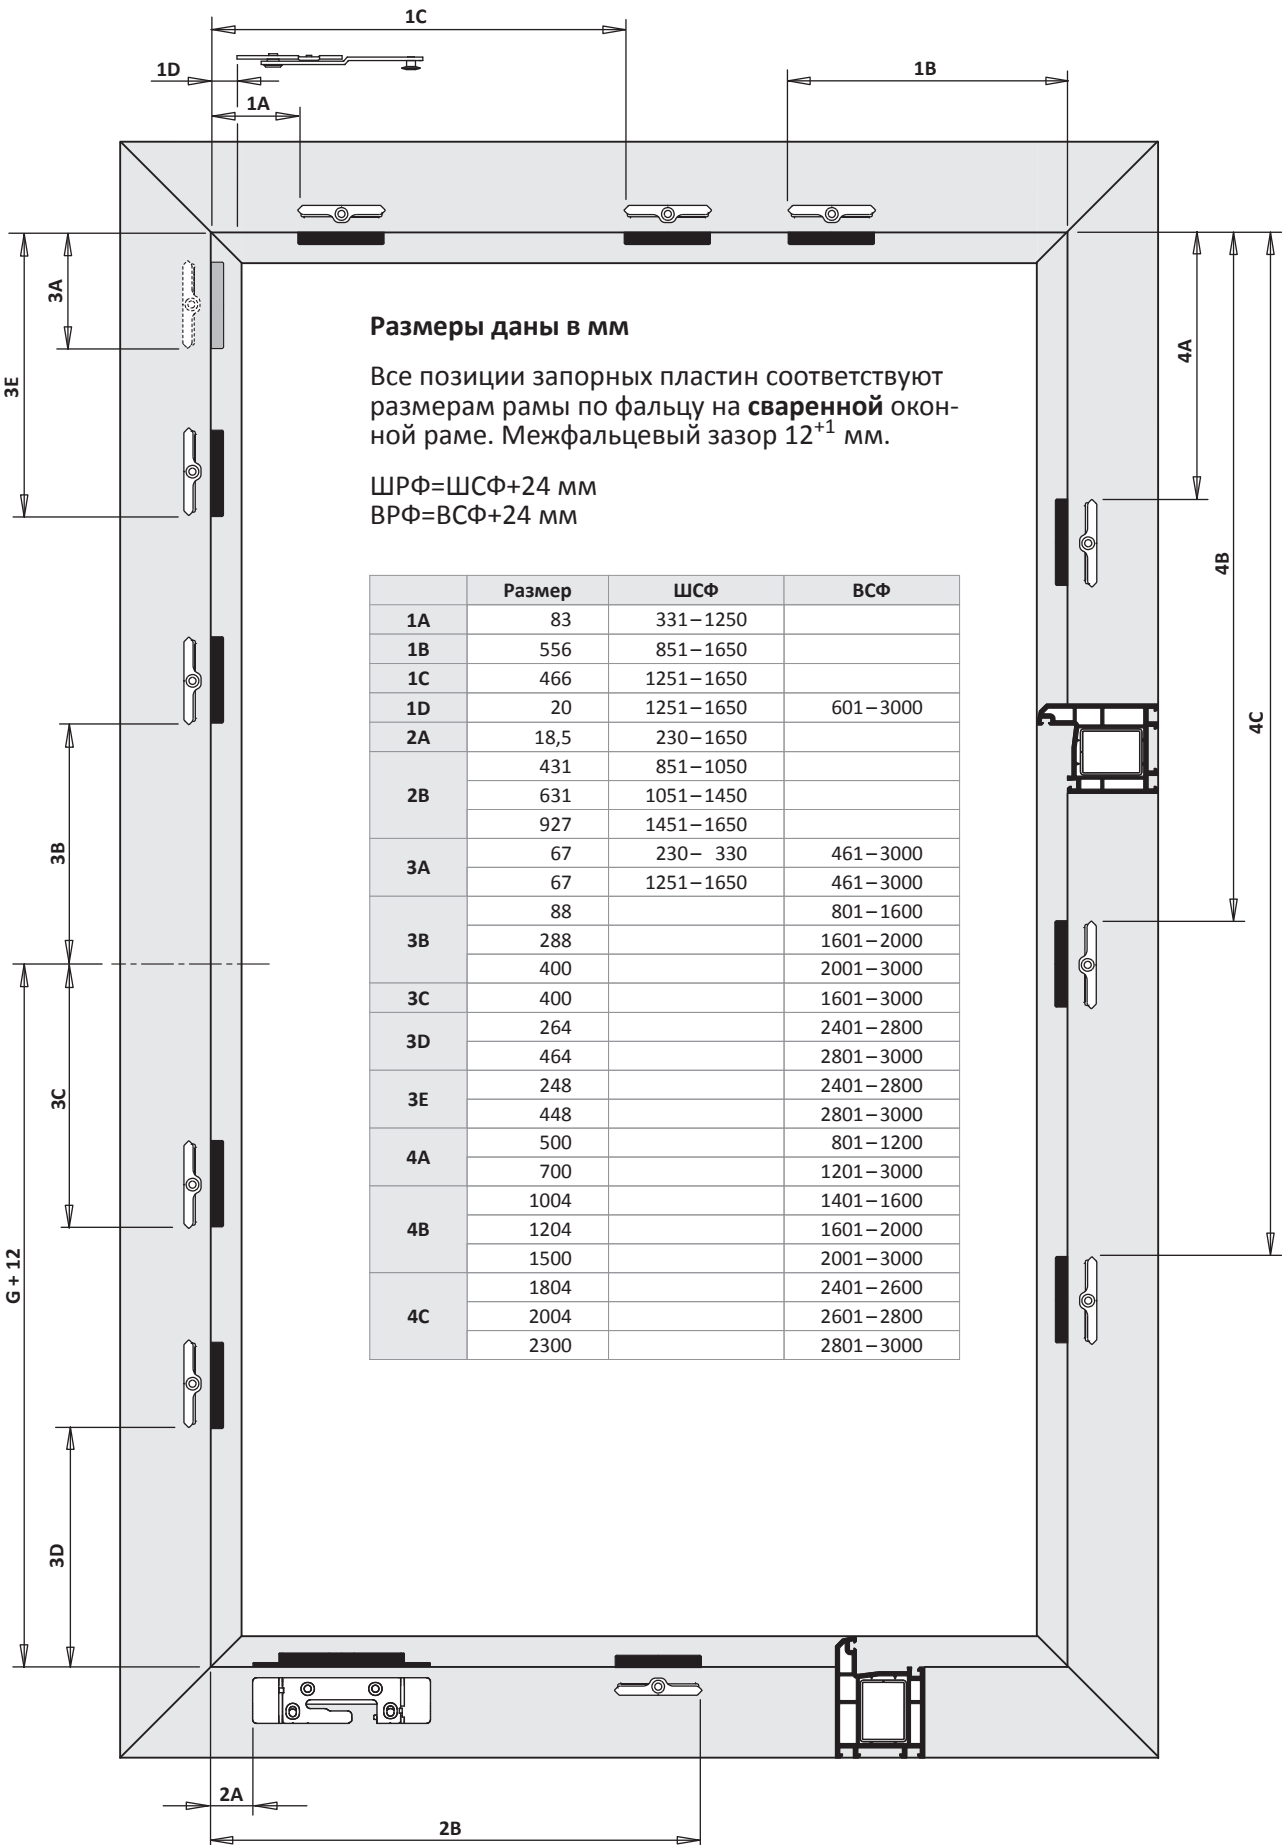 1C
1D
1A
1B
3A
3E
4A
4B
4C
Размеры даны в мм
Все позиции запорных пластин соответствуют
размерам рамы по фальцу на сваренной окон-
ной раме. Межфальцевый зазор 12+1 мм.
ШРФ=ШСФ+24 мм
ВРФ=ВСФ+24 мм
Размер ШСФ ВСФ
1A 83 331–1250
1B 556 851–1650
1C 466 1251–1650
1D 20 1251–1650 601–3000
2A 18,5 230–1650
2B 431 851–1050
631 1051–1450
927 1451–1650
3A 67 230– 330 461–3000
67 1251–1650 461–3000
3B 88 801–1600
288 1601–2000
400 2001–3000
3C 400 1601–3000
3D 264 2401–2800
464 2801–3000
3E 248 2401–2800
448 2801–3000
4A 500 801–1200
700 1201–3000
4B 1004 1401–1600
1204 1601–2000
1500 2001–3000
4C 1804 2401–2600
2004 2601–2800
2300 2801–3000
3B
3C
G + 12
3D
2A
2B